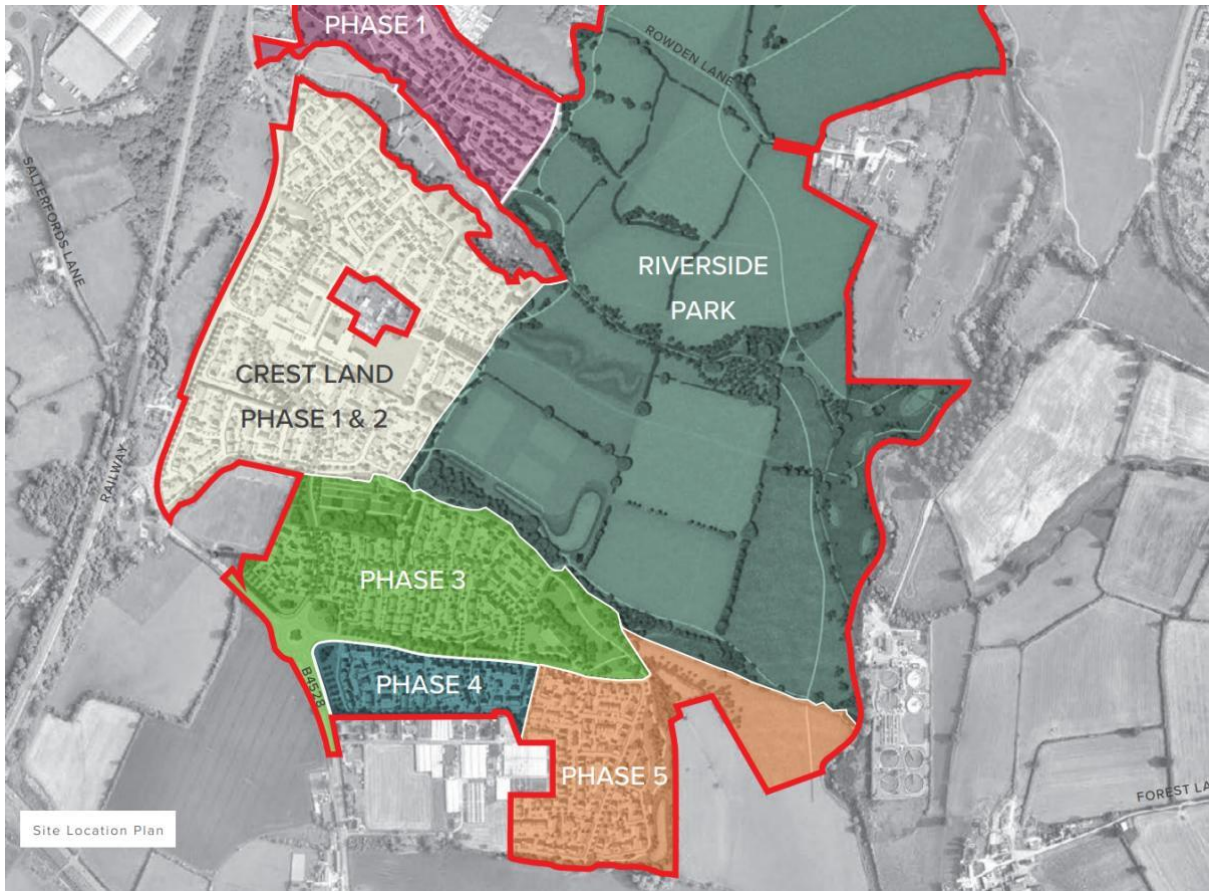 PHASE 1
ROWDEN LANE
SALTERFORDS LANE
RIVERSIDE
PARK
CREST LAND
PHASE 1 & 2
RAILWAY
PHASE 3
B4528
PHASE 4
PHASE 5
FOREST LA
Site Location Plan